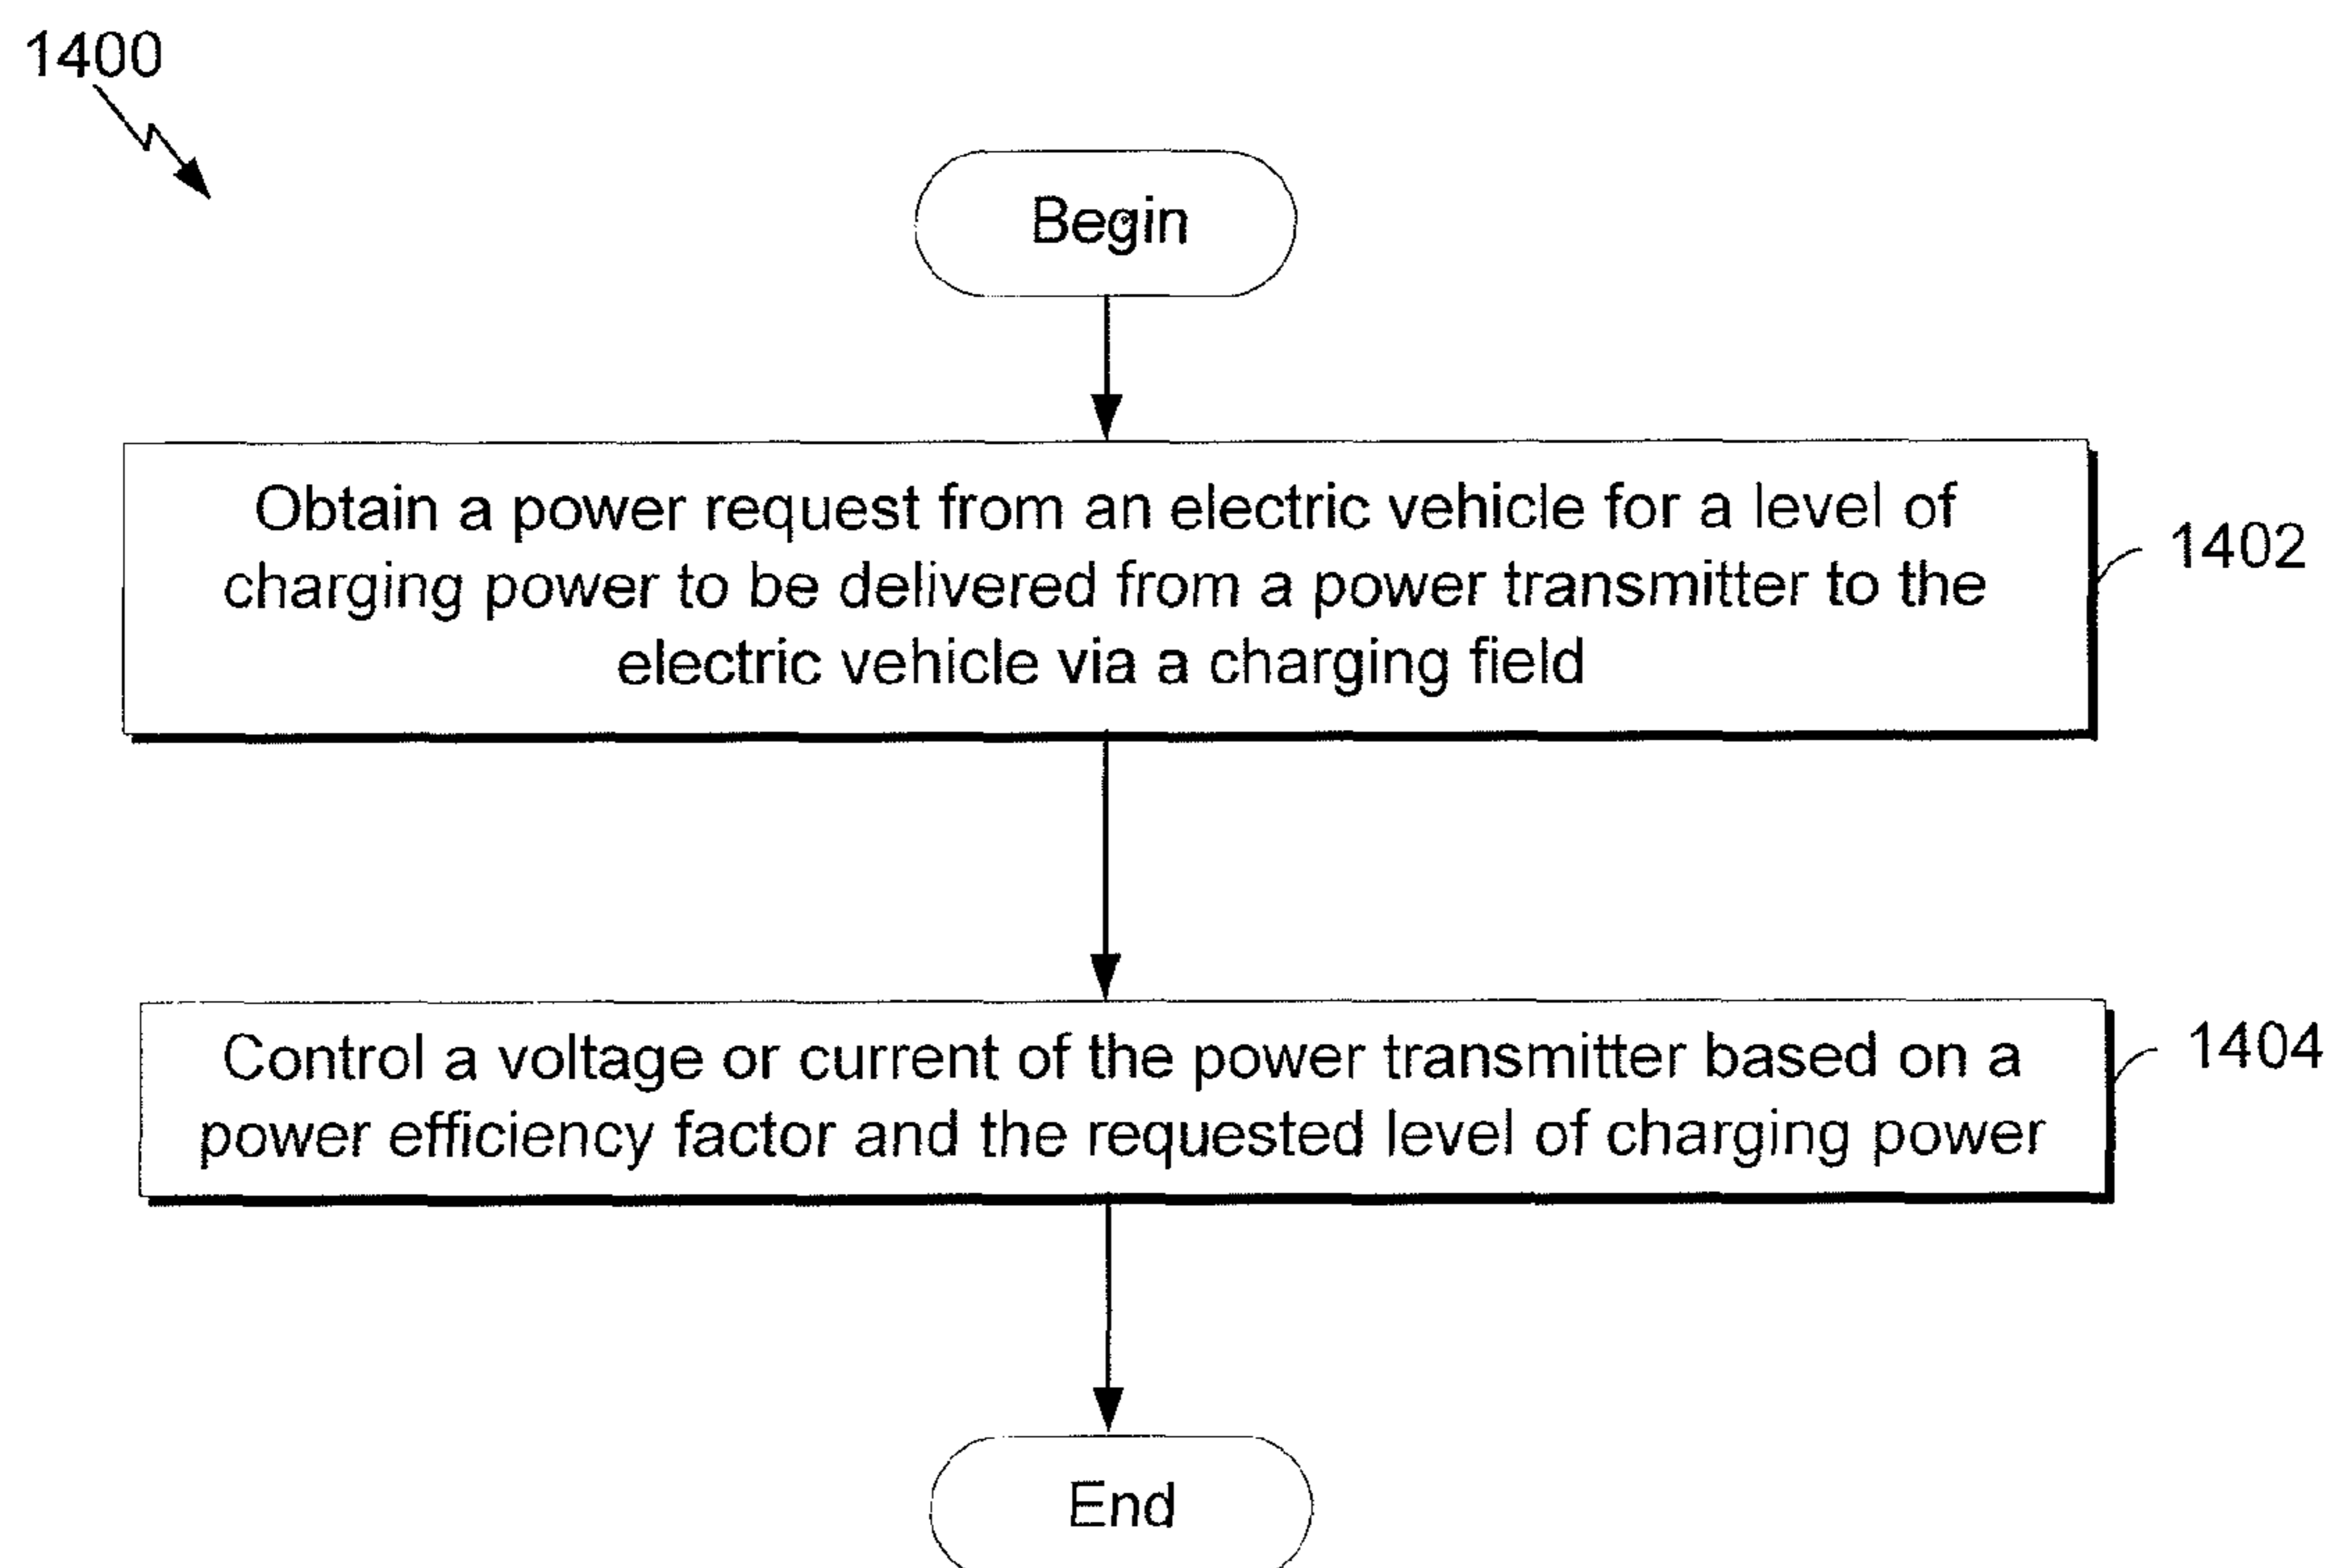 1400
Begin
Obtain a power request from an electric vehicle for a level of
charging power to be delivered from a power transmitter to the
electric vehicle via a charging field
1402
Control a voltage or current of the power transmitter based on a
power efficiency factor and the requested level of charging power
1404
End